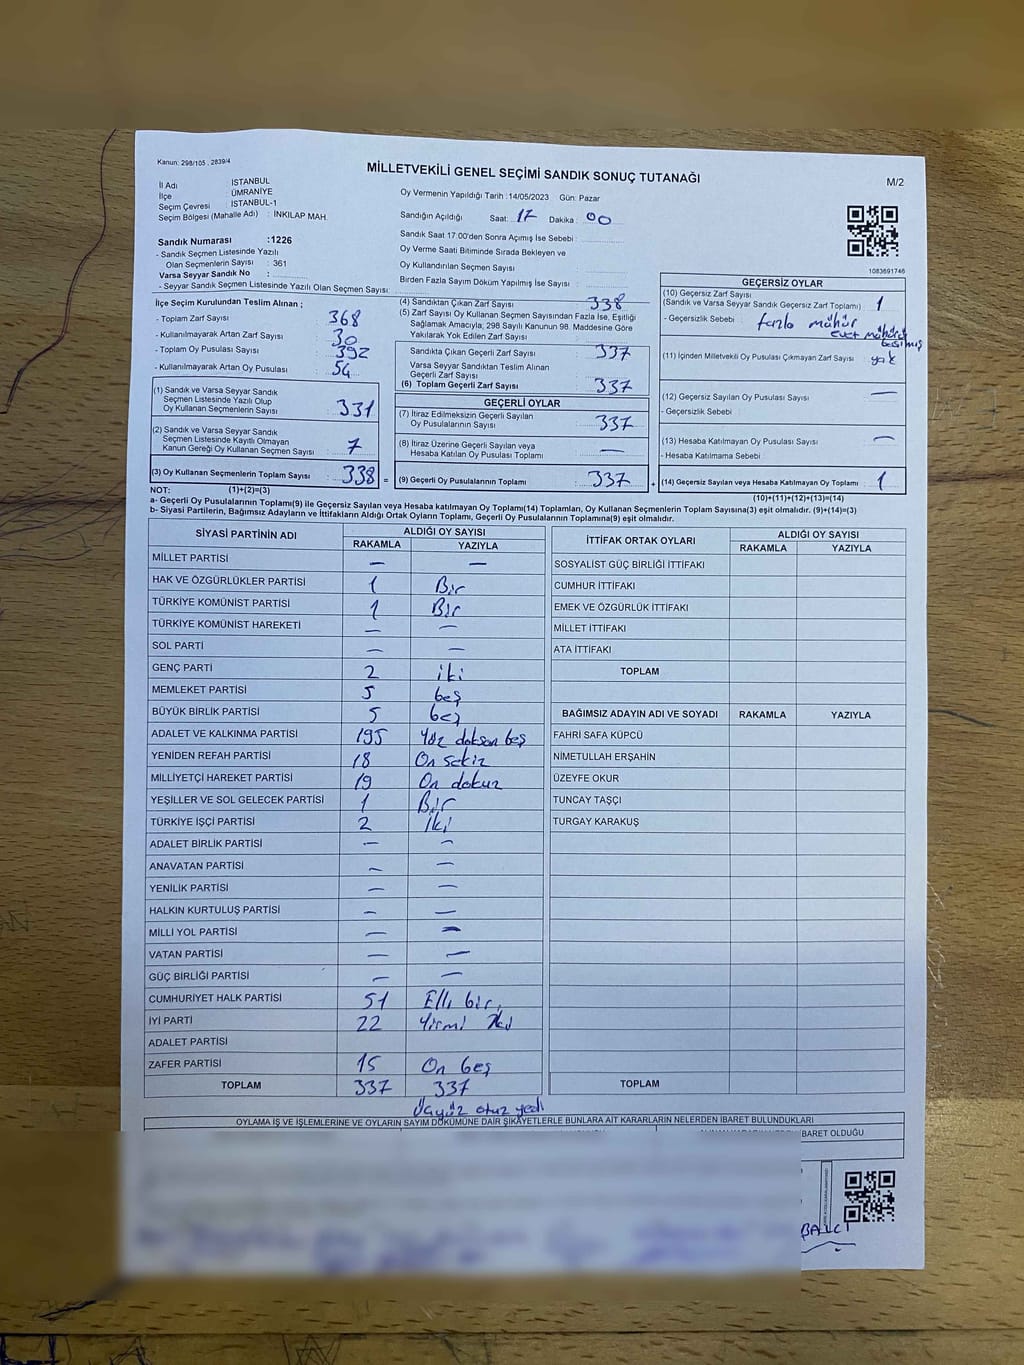 Kanun: 298/105 , 2839/4
MİLLETVEKİLİ GENEL SEÇİMİ SANDIK SONUÇ TUTANAĞI
M/2
İl Adı : İSTANBUL
İlçe : ÜMRANİYE
Seçim Çevresi : İSTANBUL-1
Seçim Bölgesi (Mahalle Adı) : İNKILAP MAH.
Oy Vermenin Yapıldığı Tarih :14/05/2023 Gün: Pazar
Sandığın Açıldığı Saat: 17 Dakika : 00
Sandık Saat 17:00'den Sonra Açımış İse Sebebi :
Oy Verme Saati Bitiminde Sırada Bekleyen ve
Oy Kullandırılan Seçmen Sayısı
Birden Fazla Sayım Döküm Yapılmış İse Sayısı :
1083691746
Sandık Numarası :1226
- Sandık Seçmen Listesinde Yazılı
Olan Seçmenlerin Sayısı : 361
Varsa Seyyar Sandık No :
- Seyyar Sandık Seçmen Listesinde Yazılı Olan Seçmen Sayısı:
İlçe Seçim Kurulundan Teslim Alınan ;
- Toplam Zarf Sayısı : 368
- Kullanılmayarak Artan Zarf Sayısı : 30
- Toplam Oy Pusulası Sayısı : 392
- Kullanılmayarak Artan Oy Pusulası : 54
(1) Sandık ve Varsa Seyyar Sandık
Seçmen Listesinde Yazılı Olup
Oy Kullanan Seçmenlerin Sayısı : 331
(2) Sandık ve Varsa Seyyar Sandık
Seçmen Listesinde Kayıtlı Olmayan
Kanun Gereği Oy Kullanan Seçmen Sayısı : 7
(3) Oy Kullanan Seçmenlerin Toplam Sayısı : 338 =
(4) Sandıktan Çıkan Zarf Sayısı : 338
(5) Zarf Sayısı Oy Kullanan Seçmen Sayısından Fazla İse, Eşitliği
Sağlamak Amacıyla; 298 Sayılı Kanunun 98. Maddesine Göre
Yakılarak Yok Edilen Zarf Sayısı :
Sandıkta Çıkan Geçerli Zarf Sayısı : 337
Varsa Seyyar Sandıktan Teslim Alınan
Geçerli Zarf Sayısı :
(6) Toplam Geçerli Zarf Sayısı : 337
GEÇERLİ OYLAR
(7) İtiraz Edilmeksizin Geçerli Sayılan
Oy Pusulalarının Sayısı : 337
(8) İtiraz Üzerine Geçerli Sayılan veya
Hesaba Katılan Oy Pusulası Toplamı : —
(9) Geçerli Oy Pusulalarının Toplamı : 337 +
GEÇERSİZ OYLAR
(10) Geçersiz Zarf Sayısı
(Sandık ve Varsa Seyyar Sandık Geçersiz Zarf Toplamı) : 1
- Geçersizlik Sebebi : fazla mühür
evet mühürü
basılmış
(11) İçinden Milletvekili Oy Pusulası Çıkmayan Zarf Sayısı : yok
(12) Geçersiz Sayılan Oy Pusulası Sayısı : —
- Geçersizlik Sebebi :
(13) Hesaba Katılmayan Oy Pusulası Sayısı : —
- Hesaba Katılmama Sebebi :
(14) Geçersiz Sayılan veya Hesaba Katılmayan Oy Toplamı : 1
NOT: (1)+(2)=(3)
(10)+(11)+(12)+(13)=(14)
a- Geçerli Oy Pusulalarının Toplamı(9) ile Geçersiz Sayılan veya Hesaba katılmayan Oy Toplamı(14) Toplamları, Oy Kullanan Seçmenlerin Toplam Sayısına(3) eşit olmalıdır. (9)+(14)=(3)
b- Siyasi Partilerin, Bağımsız Adayların ve İttifakların Aldığı Ortak Oyların Toplamı, Geçerli Oy Pusulalarının Toplamına(9) eşit olmalıdır.
SİYASİ PARTİNİN ADI ALDIĞI OY SAYISI
RAKAMLA YAZIYLA
MİLLET PARTİSİ — —
HAK VE ÖZGÜRLÜKLER PARTİSİ 1 Bir
TÜRKİYE KOMÜNİST PARTİSİ 1 Bir
TÜRKİYE KOMÜNİST HAREKETİ — —
SOL PARTİ — —
GENÇ PARTİ 2 iki
MEMLEKET PARTİSİ 5 beş
BÜYÜK BİRLİK PARTİSİ 5 beş
ADALET VE KALKINMA PARTİSİ 195 Yüz doksan beş
YENİDEN REFAH PARTİSİ 18 On sekiz
MİLLİYETÇİ HAREKET PARTİSİ 19 On dokuz
YEŞİLLER VE SOL GELECEK PARTİSİ 1 Bir
TÜRKİYE İŞÇİ PARTİSİ 2 iki
ADALET BİRLİK PARTİSİ — —
ANAVATAN PARTİSİ — —
YENİLİK PARTİSİ — —
HALKIN KURTULUŞ PARTİSİ — —
MİLLİ YOL PARTİSİ — —
VATAN PARTİSİ — —
GÜÇ BİRLİĞİ PARTİSİ — —
CUMHURİYET HALK PARTİSİ 51 Elli bir
İYİ PARTİ 22 Yirmi iki
ADALET PARTİSİ
ZAFER PARTİSİ 15 On beş
TOPLAM 337 337
Üçyüz otuz yedi
İTTİFAK ORTAK OYLARI ALDIĞI OY SAYISI
RAKAMLA YAZIYLA
SOSYALİST GÜÇ BİRLİĞİ İTTİFAKI
CUMHUR İTTİFAKI
EMEK VE ÖZGÜRLÜK İTTİFAKI
MİLLET İTTİFAKI
ATA İTTİFAKI
TOPLAM
BAĞIMSIZ ADAYIN ADI VE SOYADI RAKAMLA YAZIYLA
FAHRİ SAFA KÜPCÜ
NİMETULLAH ERŞAHİN
ÜZEYFE OKUR
TUNCAY TAŞÇI
TURGAY KARAKUŞ
TOPLAM
OYLAMA İŞ VE İŞLEMLERİNE VE OYLARIN SAYIM DÖKÜMÜNE DAİR ŞİKAYETLERLE BUNLARA AİT KARARLARIN NELERDEN İBARET BULUNDUKLARI
İBARET OLDUĞU
BALCI